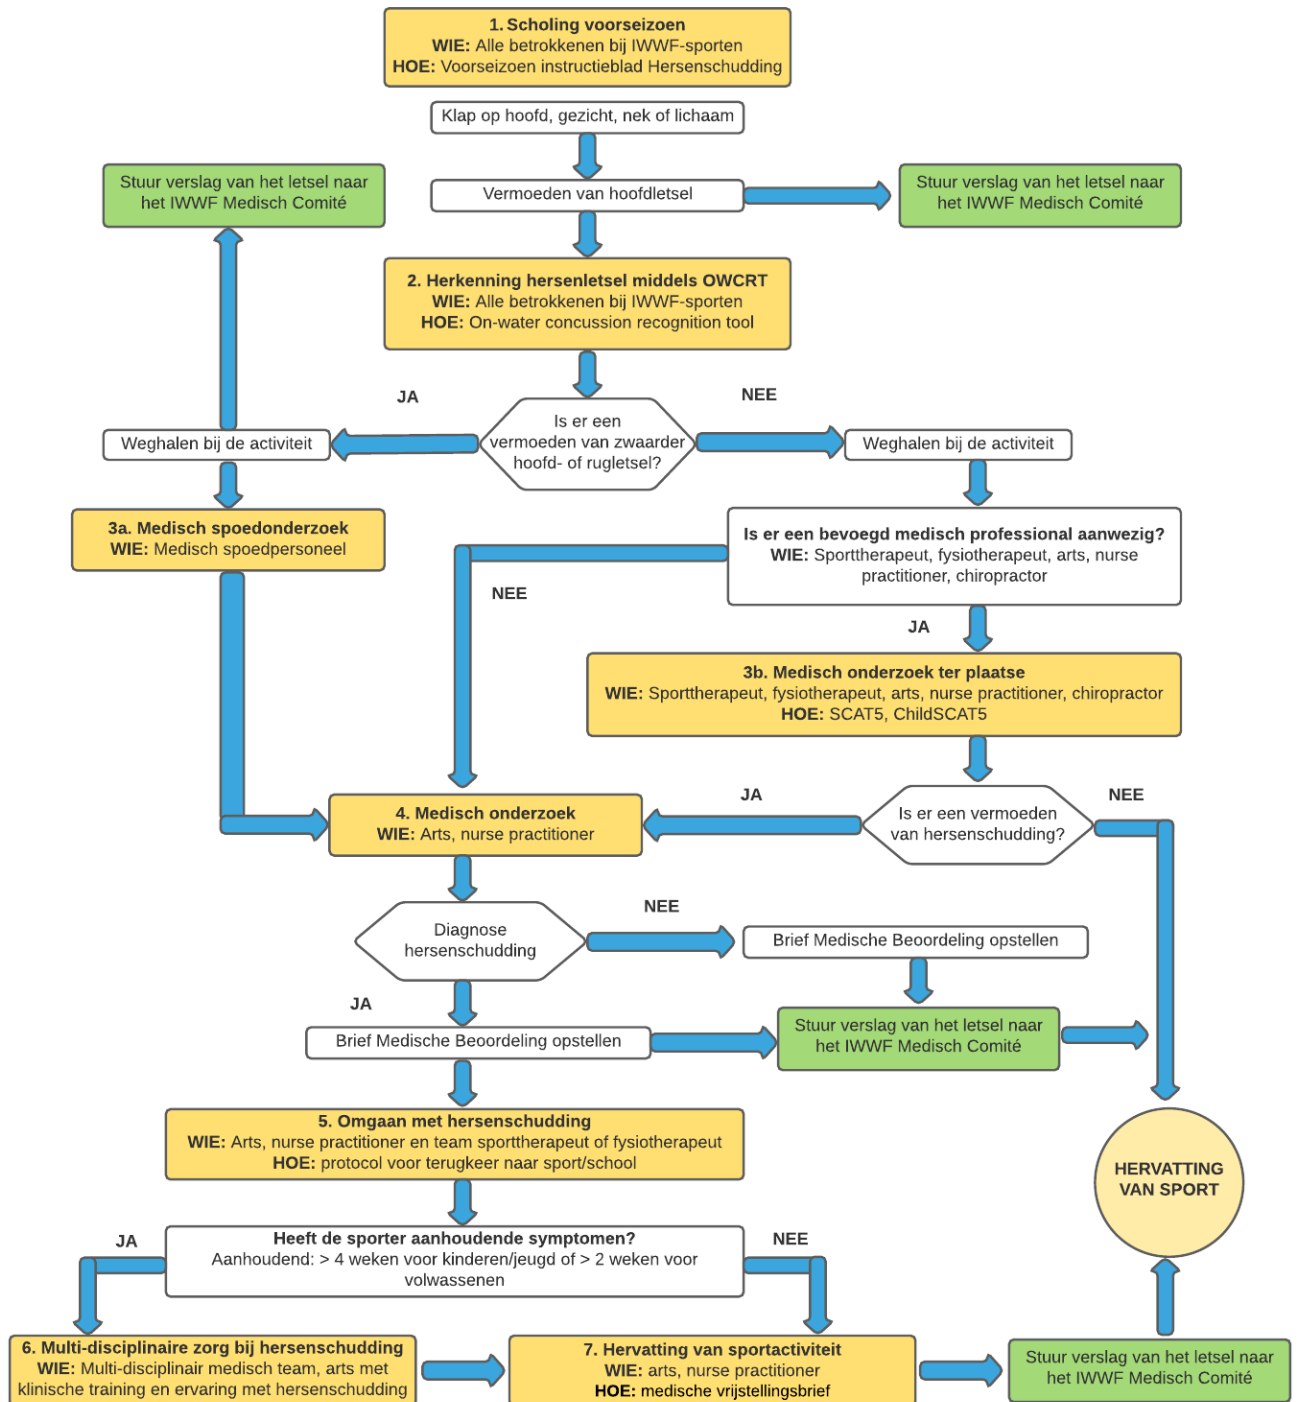 1. Scholing voorseizoen
WIE: Alle betrokkenen bij IWWF-sporten
HOE: Voorseizoen instructieblad Hersenschudding
Klap op hoofd, gezicht, nek of lichaam
Stuur verslag van het letsel naar
het IWWF Medisch Comité
Vermoeden van hoofdletsel
Stuur verslag van het letsel naar
het IWWF Medisch Comité
2. Herkenning hersenletsel middels OWCRT
WIE: Alle betrokkenen bij IWWF-sporten
HOE: On-water concussion recognition tool
JA
NEE
Is er een
vermoeden van zwaarder
hoofd- of rugletsel?
Weghalen bij de activiteit
Weghalen bij de activiteit
3a. Medisch spoedonderzoek
WIE: Medisch spoedpersoneel
Is er een bevoegd medisch professional aanwezig?
WIE: Sporttherapeut, fysiotherapeut, arts, nurse
practitioner, chiropractor
NEE
JA
3b. Medisch onderzoek ter plaatse
WIE: Sporttherapeut, fysiotherapeut, arts, nurse practitioner, chiropractor
HOE: SCAT5, ChildSCAT5
JA
NEE
Is er een vermoeden
van hersenschudding?
4. Medisch onderzoek
WIE: Arts, nurse practitioner
NEE
Diagnose
hersenschudding
Brief Medische Beoordeling opstellen
JA
Brief Medische Beoordeling opstellen
Stuur verslag van het letsel naar
het IWWF Medisch Comité
5. Omgaan met hersenschudding
WIE: Arts, nurse practitioner en team sporttherapeut of fysiotherapeut
HOE: protocol voor terugkeer naar sport/school
HERVATTING
VAN SPORT
JA
NEE
Heeft de sporter aanhoudende symptomen?
Aanhoudend: > 4 weken voor kinderen/jeugd of > 2 weken voor
volwassenen
6. Multi-disciplinaire zorg bij hersenschudding
WIE: Multi-disciplinair medisch team, arts met
klinische training en ervaring met hersenschudding
7. Hervatting van sportactiviteit
WIE: arts, nurse practitioner
HOE: medische vrijstellingsbrief
Stuur verslag van het letsel naar
het IWWF Medisch Comité